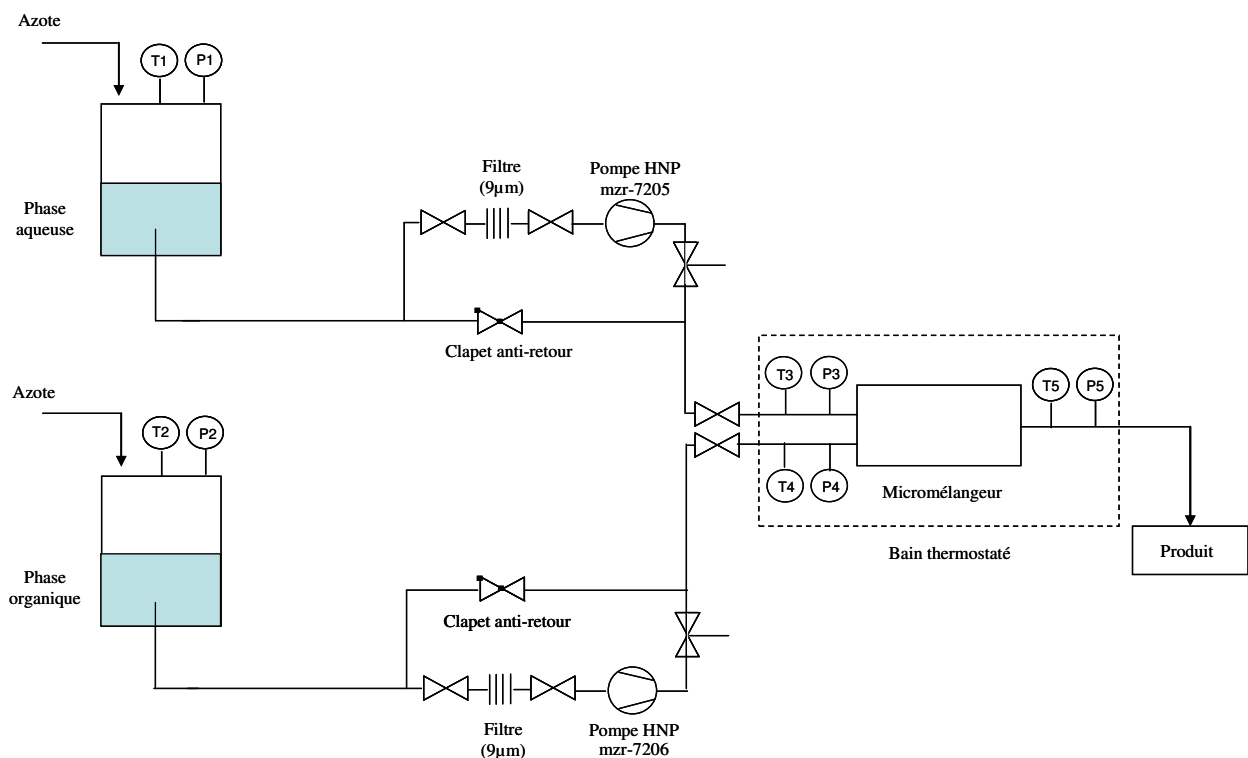 Azote
T1
P1
Phase
aqueuse
Filtre
(9µm)
Pompe HNP
mzr-7205
Clapet anti-retour
Azote
T2
P2
Phase
organique
T3
P3
T5
P5
T4
P4
Micromélangeur
Bain thermostaté
Produit
Clapet anti-retour
Filtre
(9µm)
Pompe HNP
mzr-7206